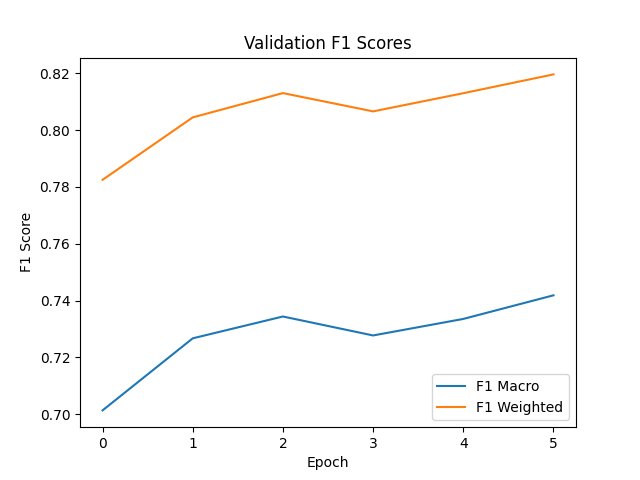 Validation F1 Scores
F1 Score
0.82
0.80
0.78
0.76
0.74
0.72
0.70
0 1 2 3 4 5
Epoch
F1 Macro
F1 Weighted